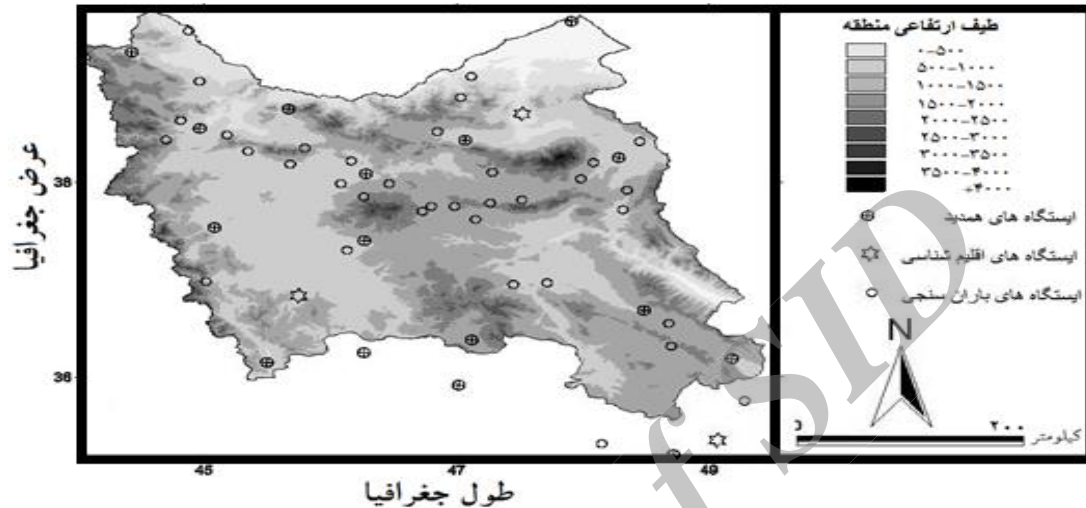 طیف ارتفاعی منطقه
۰-۵۰۰
۵۰۰-۱۰۰۰
۱۰۰۰-۱۵۰۰
۱۵۰۰-۲۰۰۰
۲۰۰۰-۲۵۰۰
۲۵۰۰-۳۰۰۰
۳۰۰۰-۳۵۰۰
۳۵۰۰-۴۰۰۰
+۴۰۰۰
ایستگاه های همدید
ایستگاه های اقلیم شناسی
ایستگاه های باران سنجی
N
0 ۲۰۰
کیلومتر
عرض جغرافیا
38
36
45 47 49
طول جغرافیا
f SID